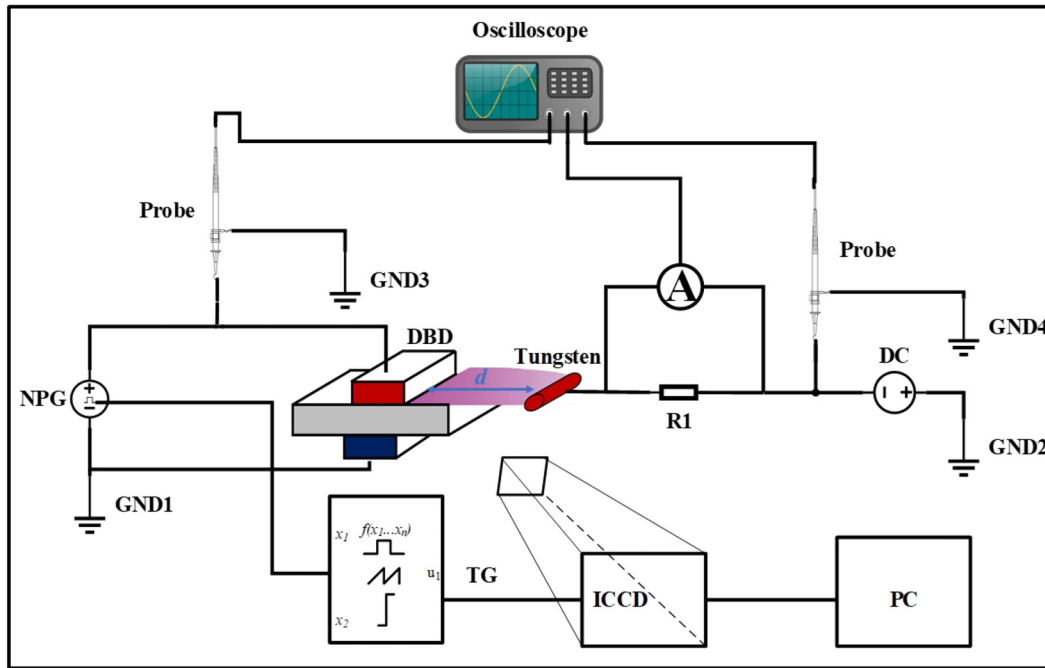 Oscilloscope
Probe
GND3
Probe
GND4
DBD
Tungsten
d
A
DC
NPG
R1
GND2
GND1
x1 f(x1...xn)
u1
x2
TG
ICCD
PC